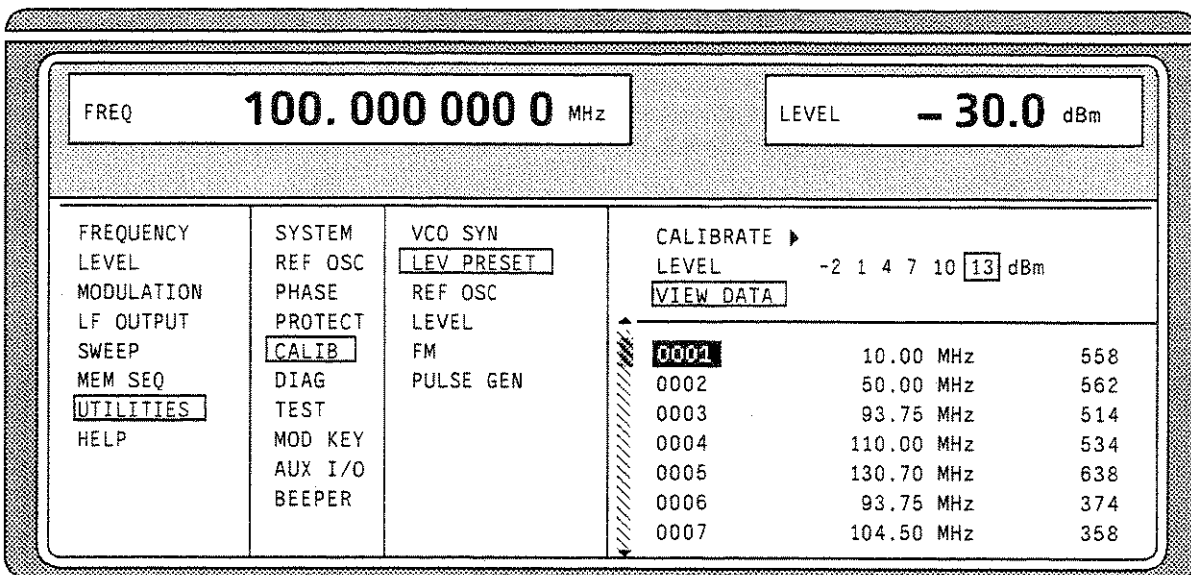 FREQ 100. 000 000 0 MHz
LEVEL – 30.0 dBm
FREQUENCY
LEVEL
MODULATION
LF OUTPUT
SWEEP
MEM SEQ
UTILITIES
HELP
SYSTEM
REF OSC
PHASE
PROTECT
CALIB
DIAG
TEST
MOD KEY
AUX I/O
BEEPER
VCO SYN
LEV PRESET
REF OSC
LEVEL
FM
PULSE GEN
CALIBRATE ▶
LEVEL -2 1 4 7 10 13 dBm
VIEW DATA
0001 10.00 MHz 558
0002 50.00 MHz 562
0003 93.75 MHz 514
0004 110.00 MHz 534
0005 130.70 MHz 638
0006 93.75 MHz 374
0007 104.50 MHz 358